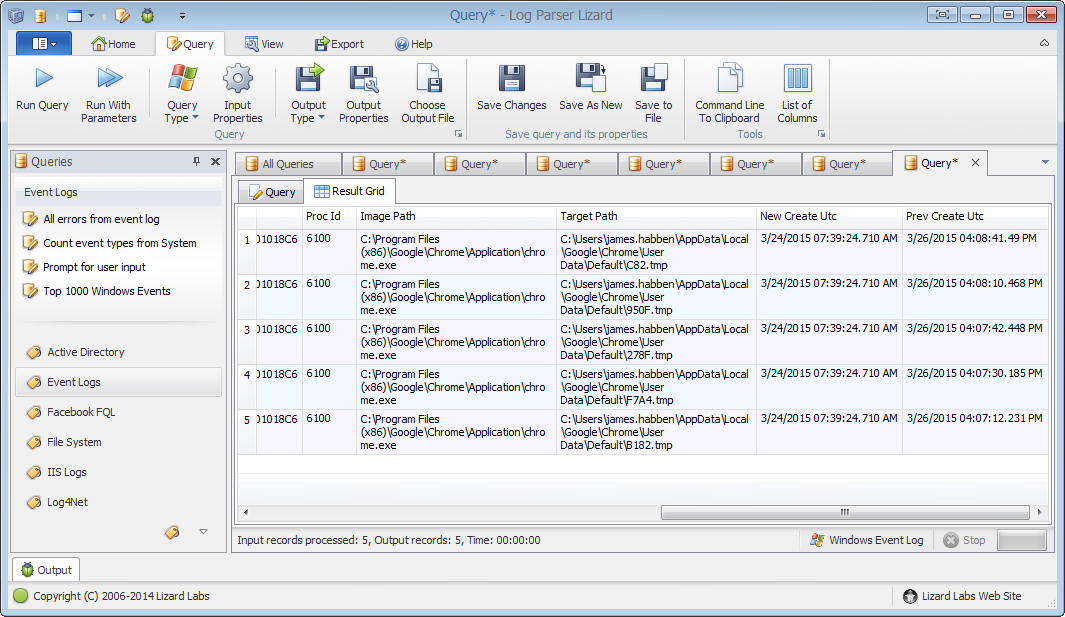 Query* - Log Parser Lizard
Home Query View Export Help
Run Query
Run With Parameters
Query Type
Input Properties
Query
Output Type
Output Properties
Choose Output File
Save Changes
Save As New
Save to File
Save query and its properties
Command Line To Clipboard
List of Columns
Tools
Queries
Event Logs
All errors from event log
Count event types from System
Prompt for user input
Top 1000 Windows Events
Active Directory
Event Logs
Facebook FQL
File System
IIS Logs
Log4Net
All Queries Query* Query* Query* Query* Query* Query* Query*
Query Result Grid
Proc Id Image Path Target Path New Create Utc Prev Create Utc
1 01018C6 6100 C:\Program Files (x86)\Google\Chrome\Application\chrome.exe C:\Users\james.habben\AppData\Local\Google\Chrome\User Data\Default\C82.tmp 3/24/2015 07:39:24.710 AM 3/26/2015 04:08:41.49 PM
2 01018C6 6100 C:\Program Files (x86)\Google\Chrome\Application\chrome.exe C:\Users\james.habben\AppData\Local\Google\Chrome\User Data\Default\950F.tmp 3/24/2015 07:39:24.710 AM 3/26/2015 04:08:10.468 PM
3 01018C6 6100 C:\Program Files (x86)\Google\Chrome\Application\chrome.exe C:\Users\james.habben\AppData\Local\Google\Chrome\User Data\Default\278F.tmp 3/24/2015 07:39:24.710 AM 3/26/2015 04:07:42.448 PM
4 01018C6 6100 C:\Program Files (x86)\Google\Chrome\Application\chrome.exe C:\Users\james.habben\AppData\Local\Google\Chrome\User Data\Default\F7A4.tmp 3/24/2015 07:39:24.710 AM 3/26/2015 04:07:30.185 PM
5 01018C6 6100 C:\Program Files (x86)\Google\Chrome\Application\chrome.exe C:\Users\james.habben\AppData\Local\Google\Chrome\User Data\Default\B182.tmp 3/24/2015 07:39:24.710 AM 3/26/2015 04:07:12.231 PM
Input records processed: 5, Output records: 5, Time: 00:00:00
Windows Event Log
Stop
Output
Copyright (C) 2006-2014 Lizard Labs
Lizard Labs Web Site